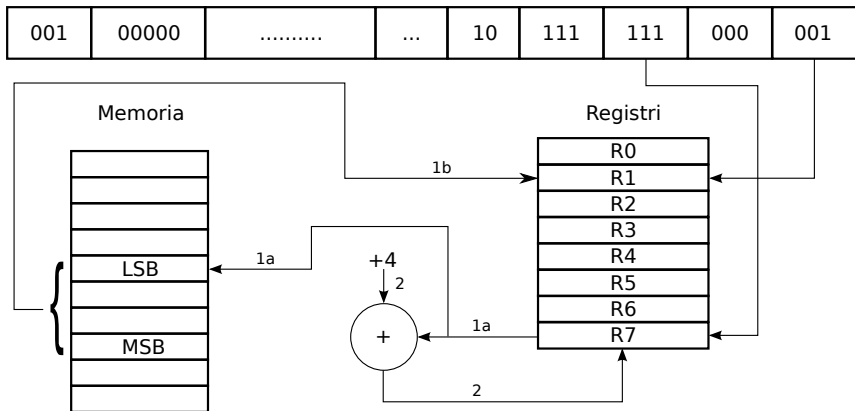 001 00000 .......... ... 10 111 111 000 001
Memoria
Registri
R0
1b
R1
R2
R3
R4
1a
+4
LSB
2
R5
R6
1a
+
R7
MSB
2